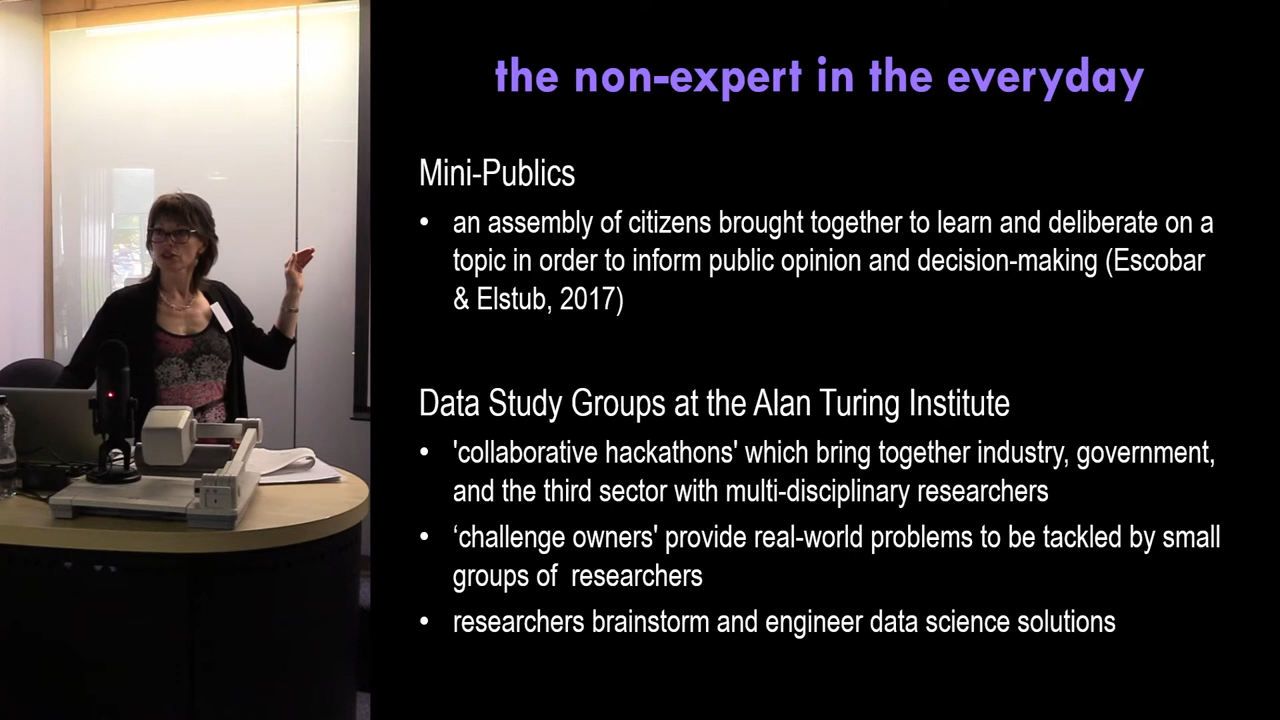 the non-expert in the everyday
Mini-Publics
• an assembly of citizens brought together to learn and deliberate on a
topic in order to inform public opinion and decision-making (Escobar
& Elstub, 2017)
Data Study Groups at the Alan Turing Institute
• 'collaborative hackathons' which bring together industry, government,
and the third sector with multi-disciplinary researchers
• ‘challenge owners' provide real-world problems to be tackled by small
groups of  researchers
• researchers brainstorm and engineer data science solutions